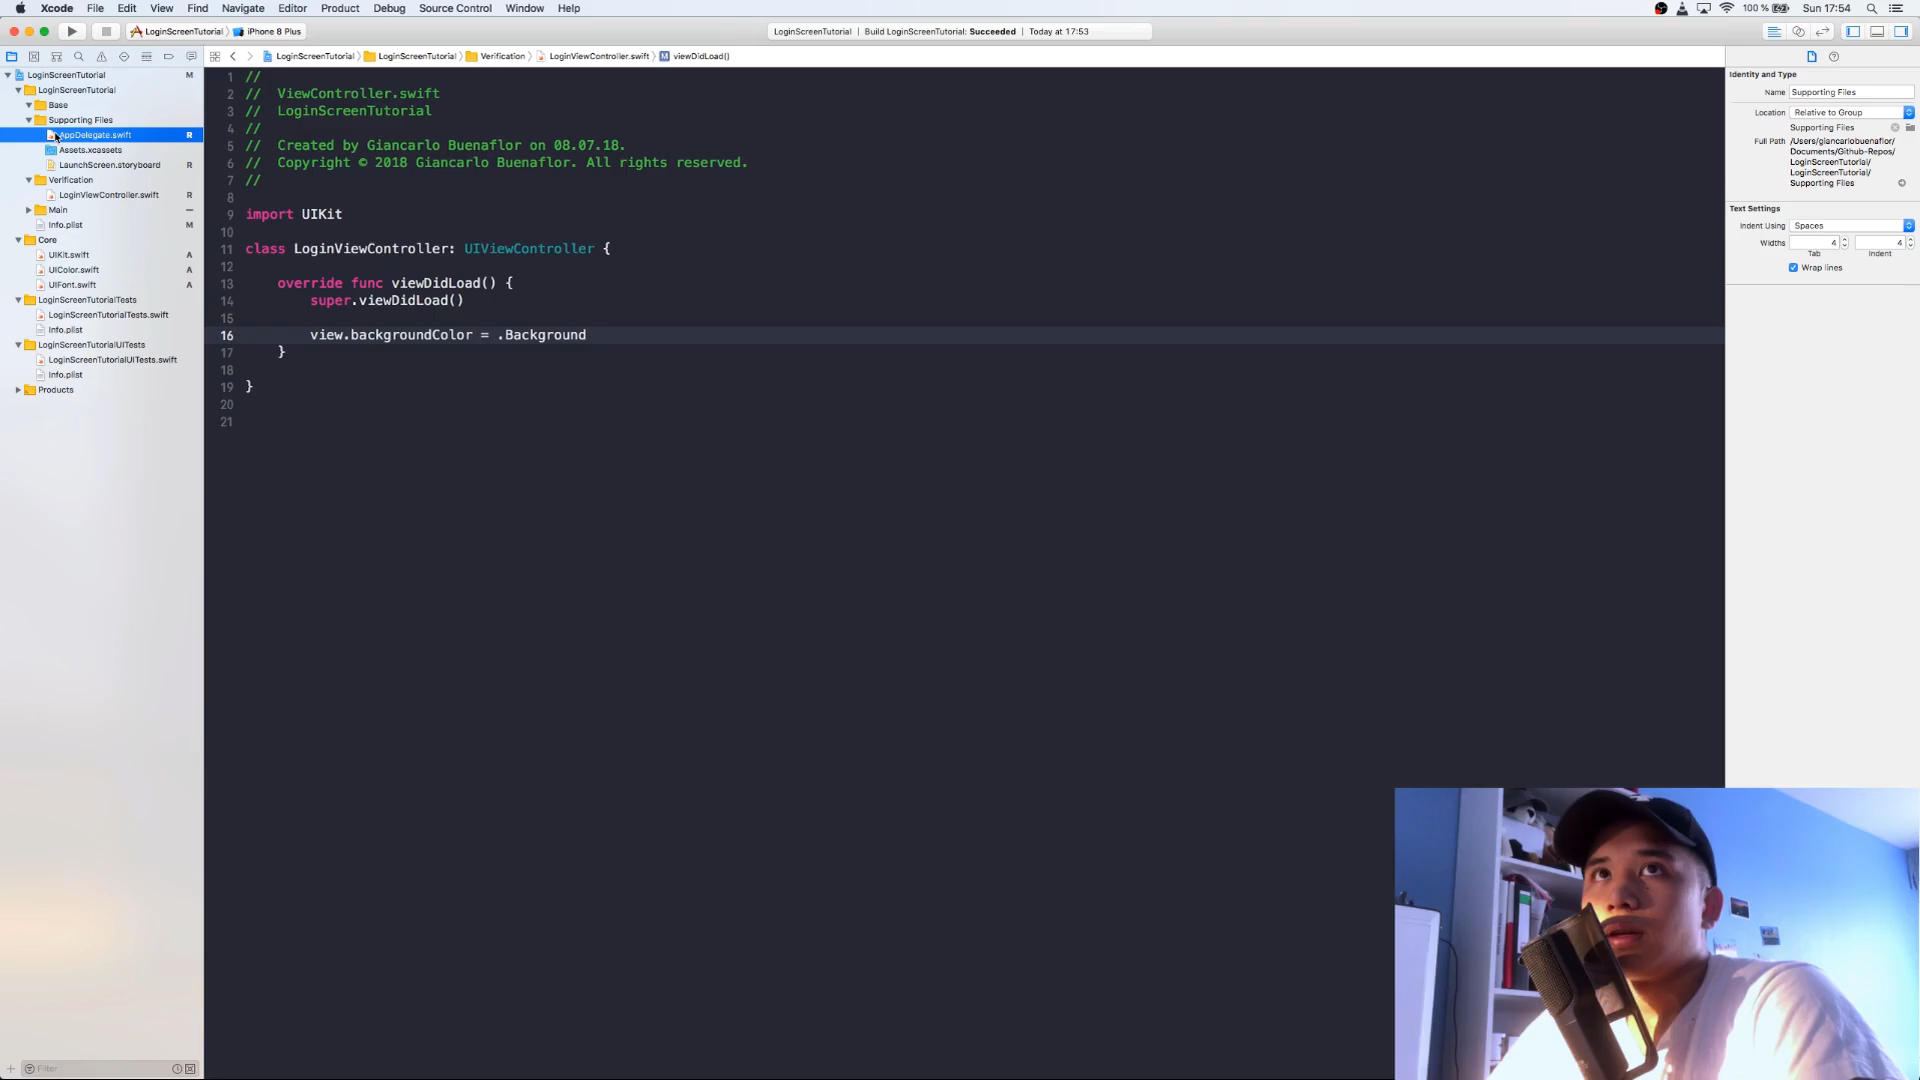 Xcode File Edit View Find Navigate Editor Product Debug Source Control Window Help
100 % Sun 17:54
LoginScreenTutorial iPhone 8 Plus
LoginScreenTutorial | Build LoginScreenTutorial: Succeeded | Today at 17:53
LoginScreenTutorial LoginScreenTutorial Verification LoginViewController.swift M viewDidLoad()
LoginScreenTutorial M
LoginScreenTutorial
Base
Supporting Files
AppDelegate.swift R
Assets.xcassets
LaunchScreen.storyboard R
Verification
LoginViewController.swift R
Main
Info.plist M
Core
UIKit.swift A
UIColor.swift A
UIFont.swift A
LoginScreenTutorialTests
LoginScreenTutorialTests.swift
Info.plist
LoginScreenTutorialUITests
LoginScreenTutorialUITests.swift
Info.plist
Products
Filter
1 //
2 // ViewController.swift
3 // LoginScreenTutorial
4 //
5 // Created by Giancarlo Buenaflor on 08.07.18.
6 // Copyright © 2018 Giancarlo Buenaflor. All rights reserved.
7 //
8
9 import UIKit
10
11 class LoginViewController: UIViewController {
12
13 override func viewDidLoad() {
14 super.viewDidLoad()
15
16 view.backgroundColor = .Background
17 }
18
19 }
20
21
Identity and Type
Name Supporting Files
Location Relative to Group
Supporting Files
Full Path /Users/giancarlobuenaflor/
Documents/Github-Repos/
LoginScreenTutorial/
LoginScreenTutorial/
Supporting Files
Text Settings
Indent Using Spaces
Widths 4 4
Tab Indent
Wrap lines